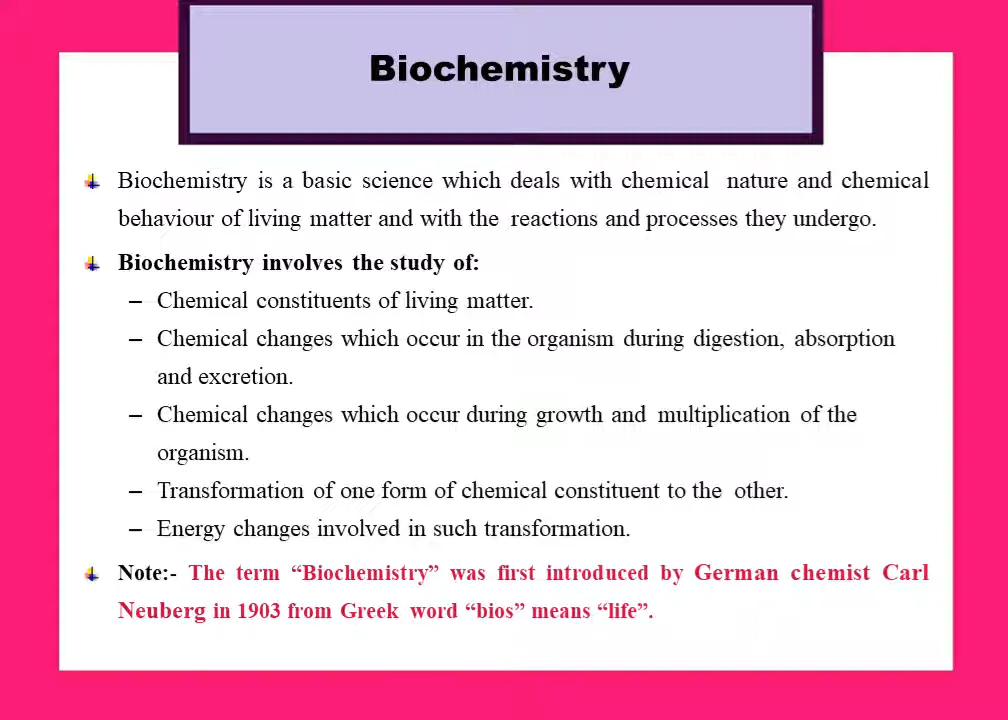 Biochemistry
Biochemistry is a basic science which deals with chemical nature and chemical
behaviour of living matter and with the reactions and processes they undergo.
Biochemistry involves the study of:
– Chemical constituents of living matter.
– Chemical changes which occur in the organism during digestion, absorption
and excretion.
– Chemical changes which occur during growth and multiplication of the
organism.
– Transformation of one form of chemical constituent to the other.
– Energy changes involved in such transformation.
Note:- The term “Biochemistry” was first introduced by German chemist Carl
Neuberg in 1903 from Greek word “bios” means “life”.